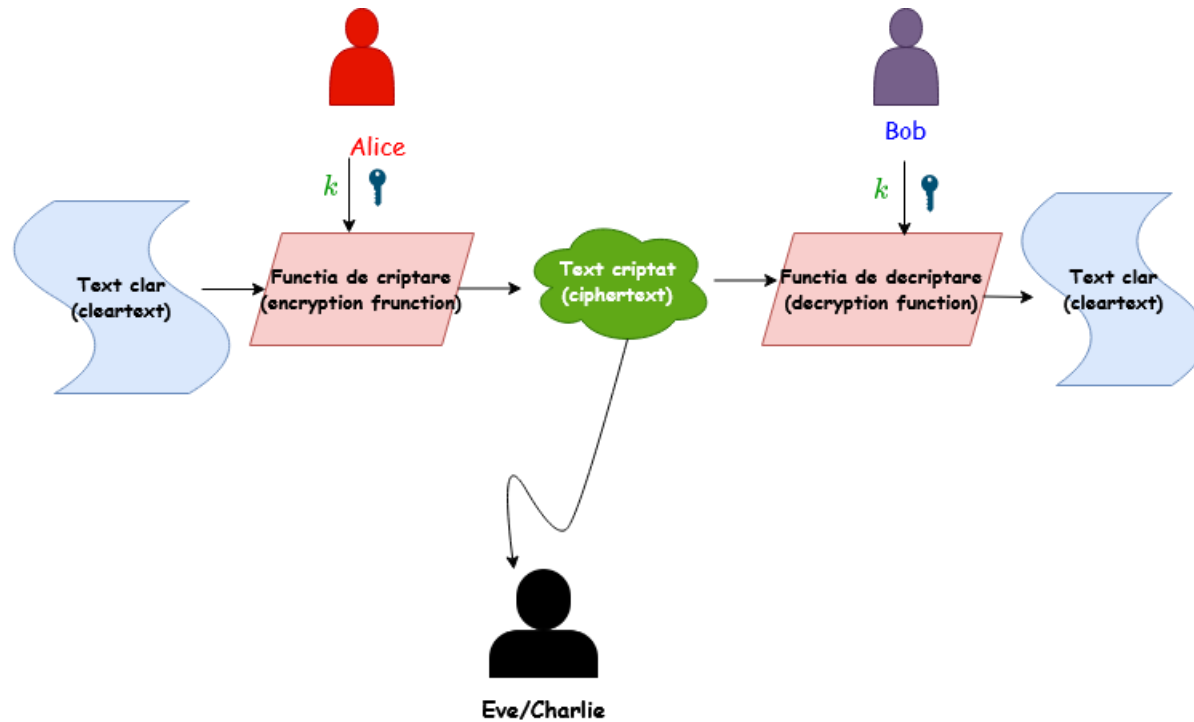 Alice
Bob
k
k
Text clar
(cleartext)
Functia de criptare
(encryption frunction)
Text criptat
(ciphertext)
Functia de decriptare
(decryption function)
Text clar
(cleartext)
Eve/Charlie